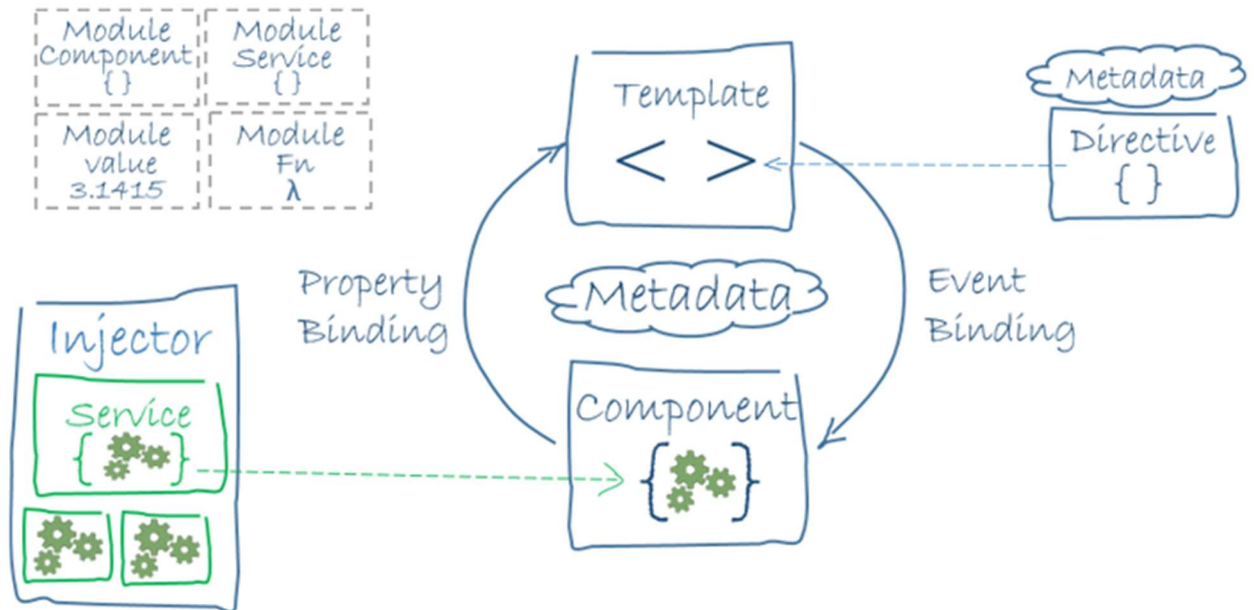 Module
Component
{ }
Module
Service
{ }
Module
value
3.1415
Module
Fn
λ
Template
< >
Metadata
Directive
{ }
Property
Binding
Metadata
Event
Binding
Injector
Service
{ }
Component
{ }